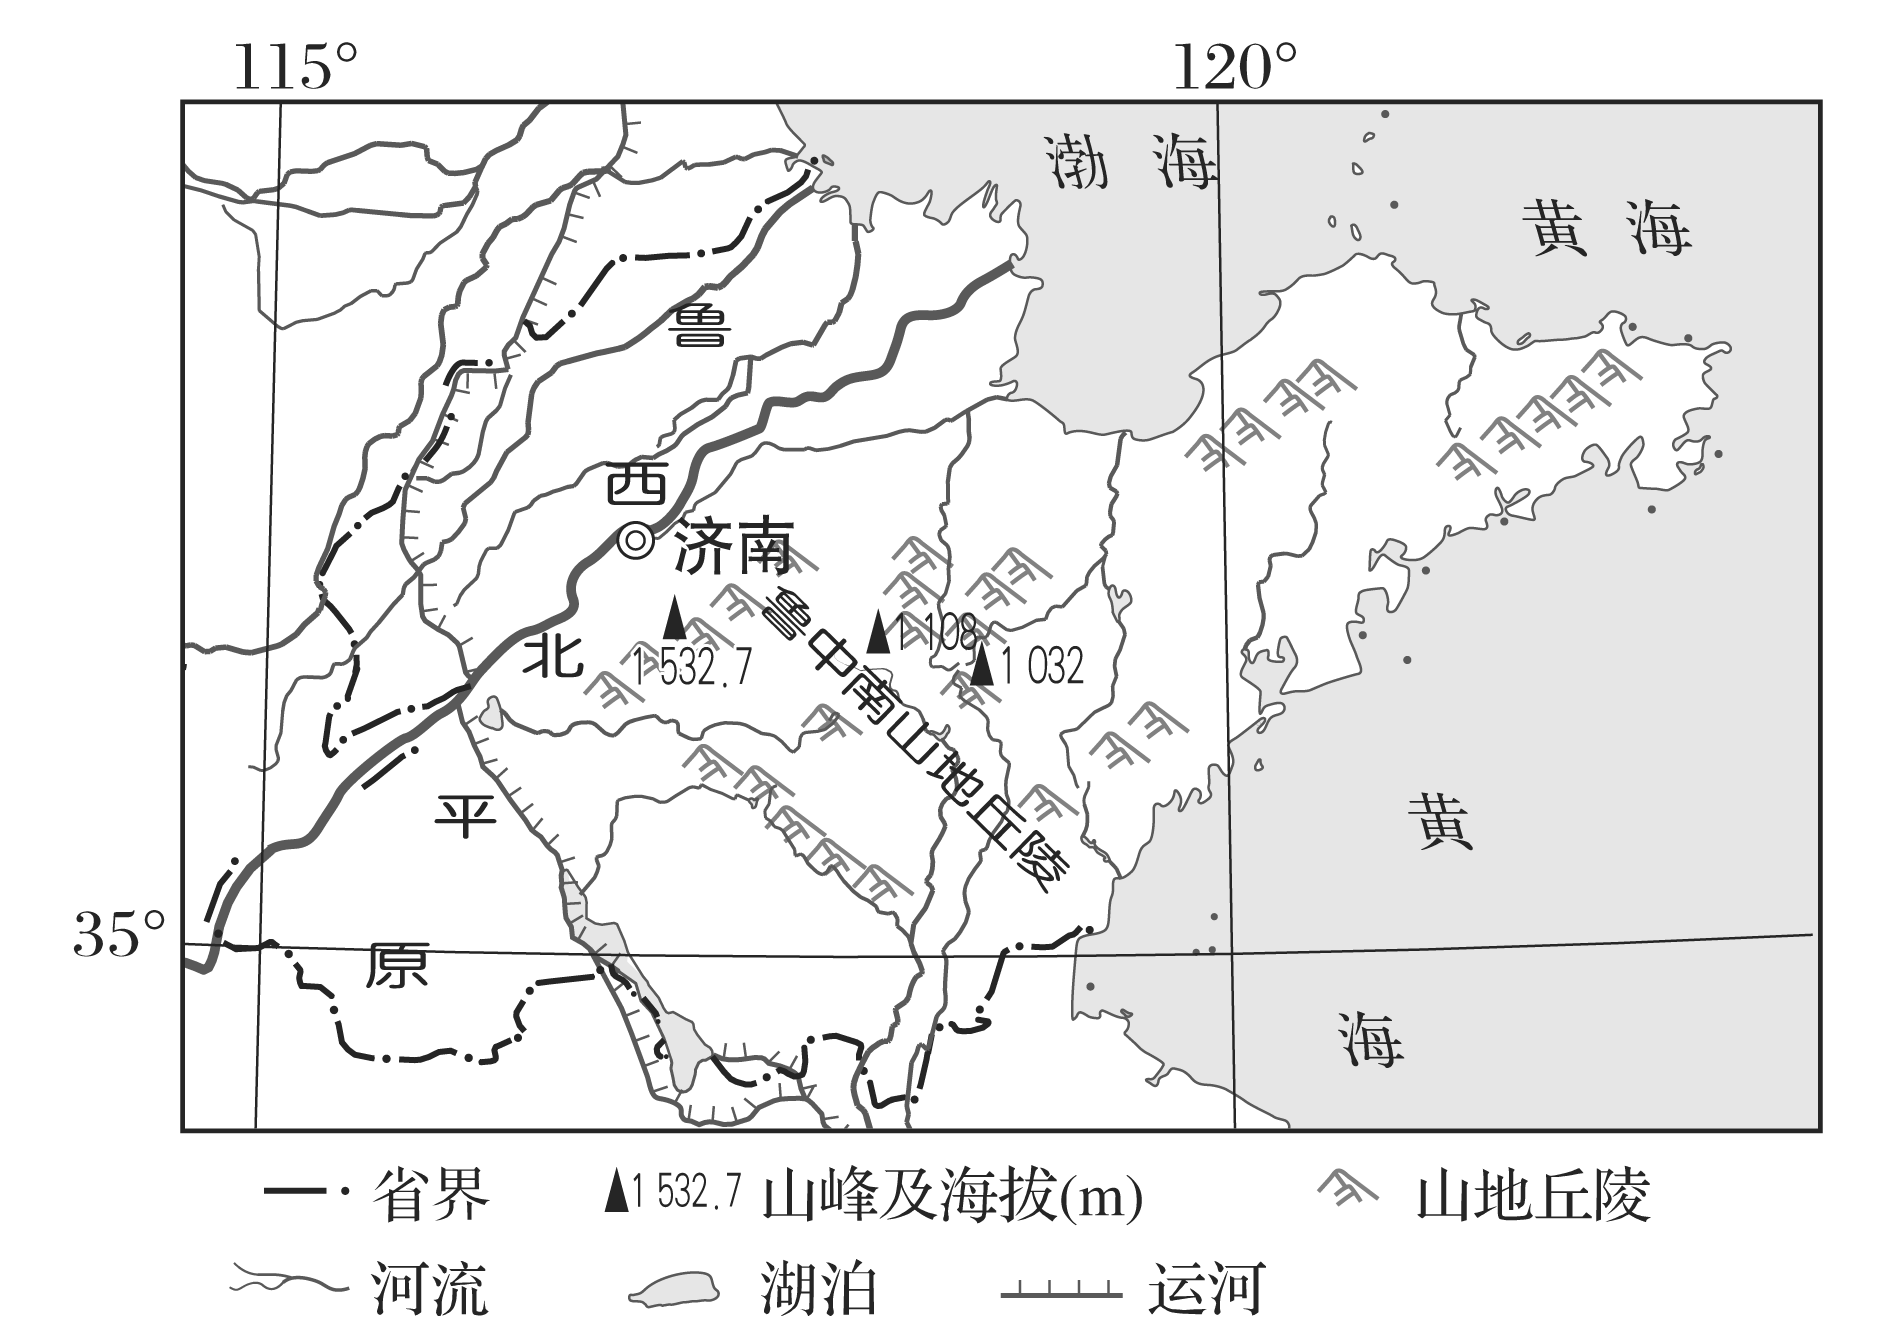 115°
120°
渤 海
黄 海
鲁
西
北
平
原
济南
鲁中南山地丘陵
1 532.7
1 108
1 032
35°
黄
海
省界
1 532.7 山峰及海拔(m)
山地丘陵
河流
湖泊
运河